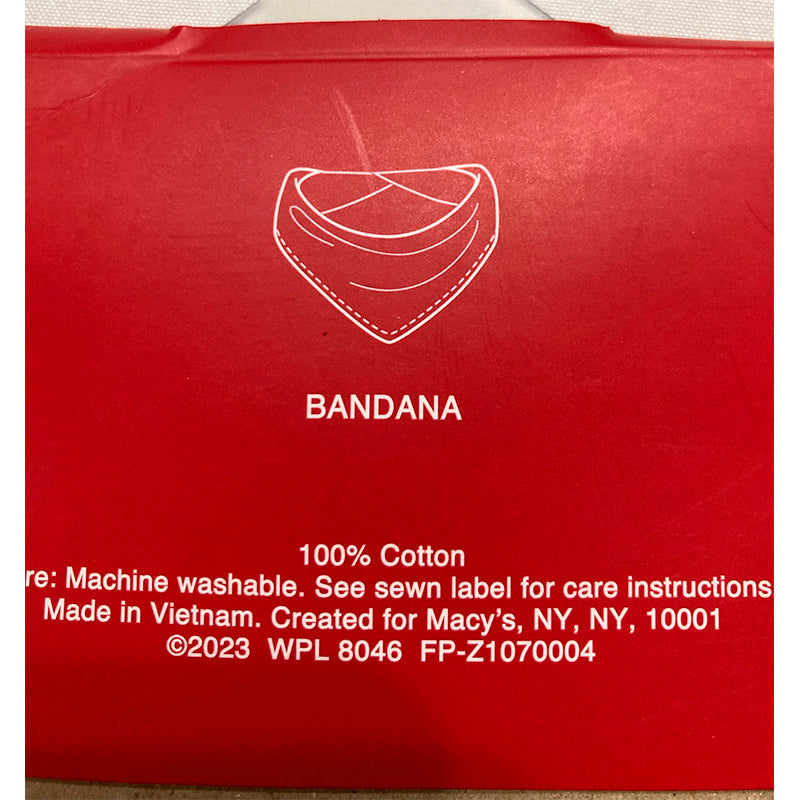 BANDANA
100% Cotton
re: Machine washable. See sewn label for care instructions.
Made in Vietnam. Created for Macy's, NY, NY, 10001
©2023 WPL 8046 FP-Z1070004